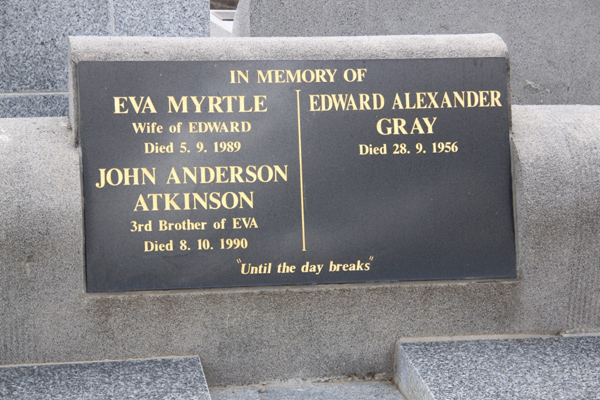 IN MEMORY OF
EVA MYRTLE
Wife of EDWARD
Died 5. 9. 1989
JOHN ANDERSON
ATKINSON
3rd Brother of EVA
Died 8. 10. 1990
EDWARD ALEXANDER
GRAY
Died 28. 9. 1956
"Until the day breaks"